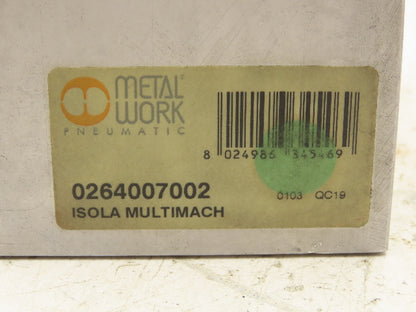 METAL
WORK
PNEUMATIC
8 024986 345469
0264007002
0103 QC19
ISOLA MULTIMACH